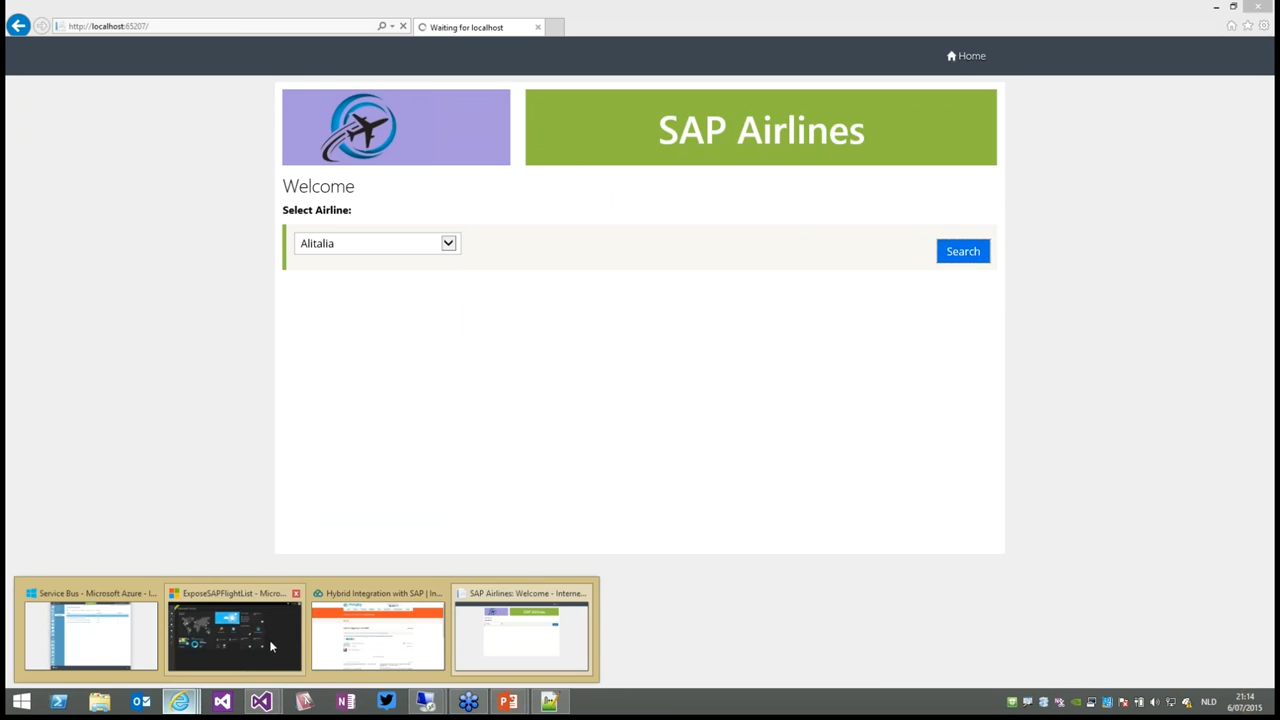 http://localhost:65207/
Waiting for localhost
Home
SAP Airlines
Welcome
Select Airline:
Alitalia
Search
Service Bus - Microsoft Azure - I...
ExposeSAPFlightList - Micro...
Hybrid Integration with SAP | In...
SAP Airlines: Welcome - Interne...
NLD
21:14
6/07/2015